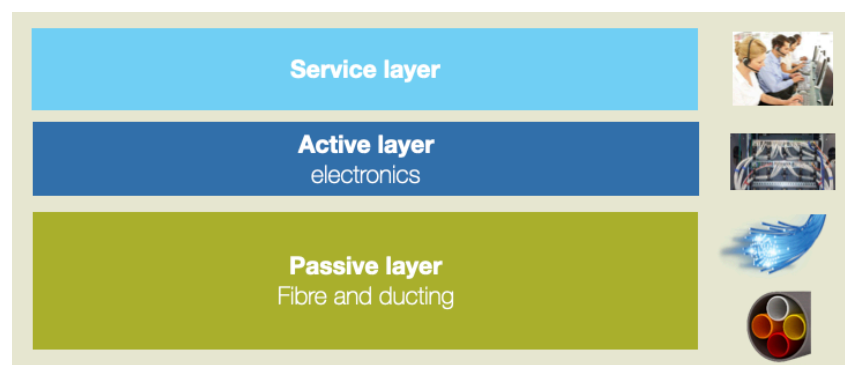 Service layer
Active layer
electronics
Passive layer
Fibre and ducting